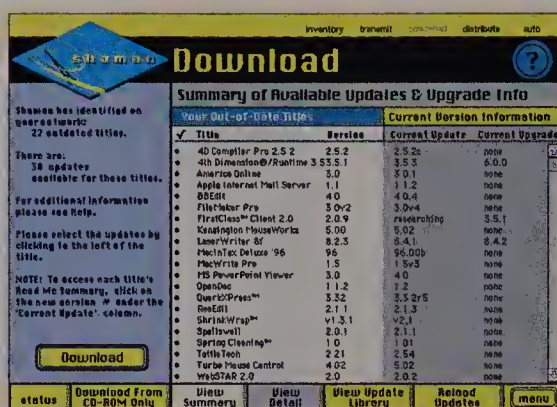 inventory transmit download distribute auto
shaman
Download
?
Summary of Available Updates & Upgrade Info
Shaman has identified on your network:
22 outdated titles.
There are:
30 updates
available for these titles.
For additional information
please see help.
Please select the updates by
clicking to the left of the
title.
NOTE: To access each title's
Read Me Summary, click on
the new version # under the
'Current Update' column.
Download
Your Out-of-Date Titles Current Version Information
✓ Title Version Current Update Current Upgrade
• 4D Compiler Pro 2.5.2 2.5.2 2.5.2c none
• 4th Dimension®/Runtime 3.5 3.5.1 3.5.3 6.0.0
• America Online 3.0 3.0.1 none
• Apple Internet Mail Server 1.1 1.1.2 none
• BBEdit 4.0 4.0.4 none
• FileMaker Pro 3.0v2 3.0v4 none
• FirstClass™ Client 2.0 2.0.9 researching 3.5.1
• Kensington MouseWorks 5.00 5.02 none
• LaserWriter 8f 8.2.3 8.4.1 8.4.2
• MacInTax Deluxe '96 96 96.00b none
• MacWrite Pro 1.5 1.5v3 none
• MS PowerPoint Viewer 3.0 4.0 none
• OpenDoc 1.1.2 1.2 none
• QuarkXPress™ 3.32 3.32r5 none
• ResEdit 2.1.1 2.1.3 none
• ShrinkWrap™ v1.3.1 v2.1 none
• Spellswell 2.0.1 2.1.1 none
• Spring Cleaning™ 1.0 1.01 none
• TattleTech 2.21 2.54 none
• Turbo Mouse Control 4.02 5.02 none
• WebSTAR 2.0 2.0 2.0.2 none
status Download From CD-ROM Only View Summary View Detail View Update Library Reload Updates menu